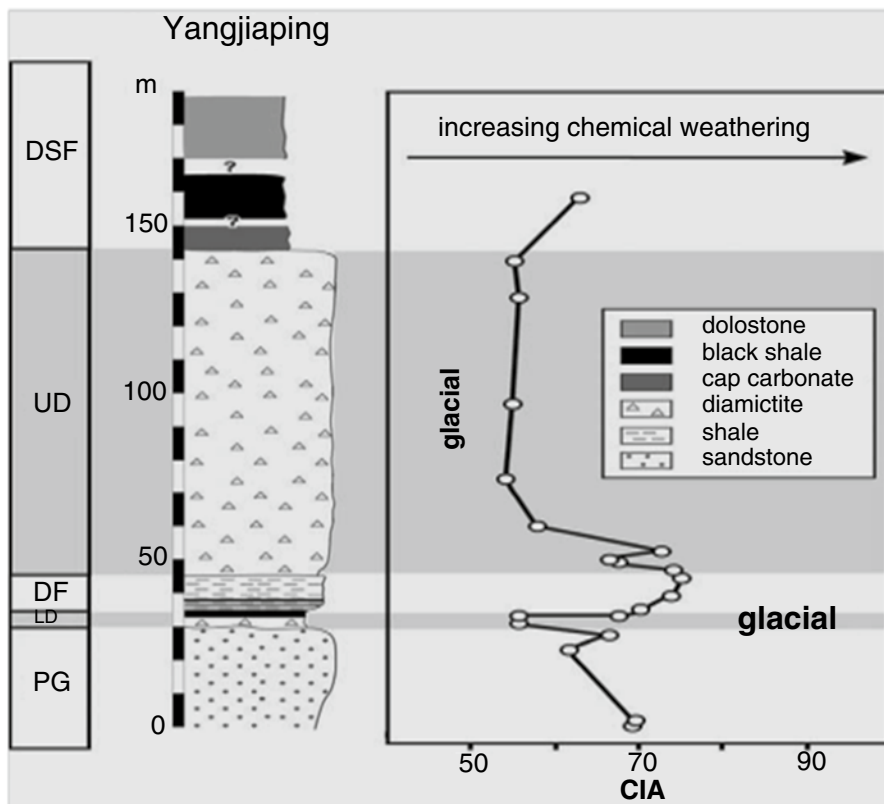 Yangjiaping
m
DSF
UD
DF
LD
PG
?
?
150
100
50
0
increasing chemical weathering
glacial
dolostone
black shale
cap carbonate
diamictite
shale
sandstone
glacial
50 70 90
CIA